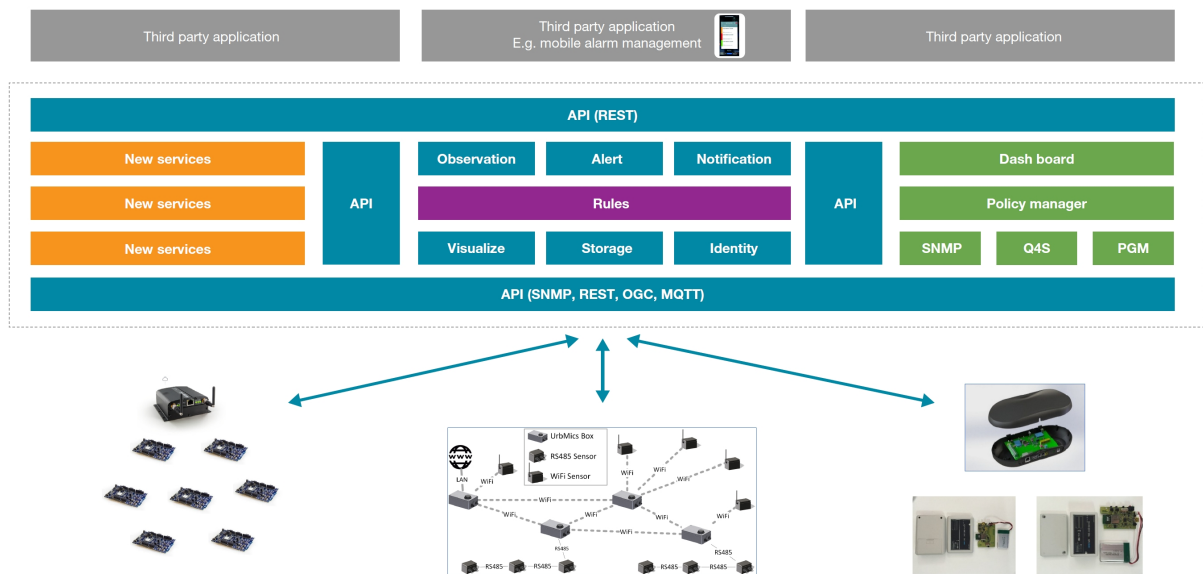 Third party application
Third party application
E.g. mobile alarm management
Third party application
API (REST)
New services
New services
New services
API
Observation
Alert
Notification
Rules
Visualize
Storage
Identity
API
Dash board
Policy manager
SNMP
Q4S
PGM
API (SNMP, REST, OGC, MQTT)
UrbMics Box
RS485 Sensor
WiFi Sensor
WWW
LAN
WiFi
WiFi
WiFi
WiFi
WiFi
WiFi
WiFi
WiFi
WiFi
WiFi
RS485
RS485
RS485
RS485
RS485
RS485